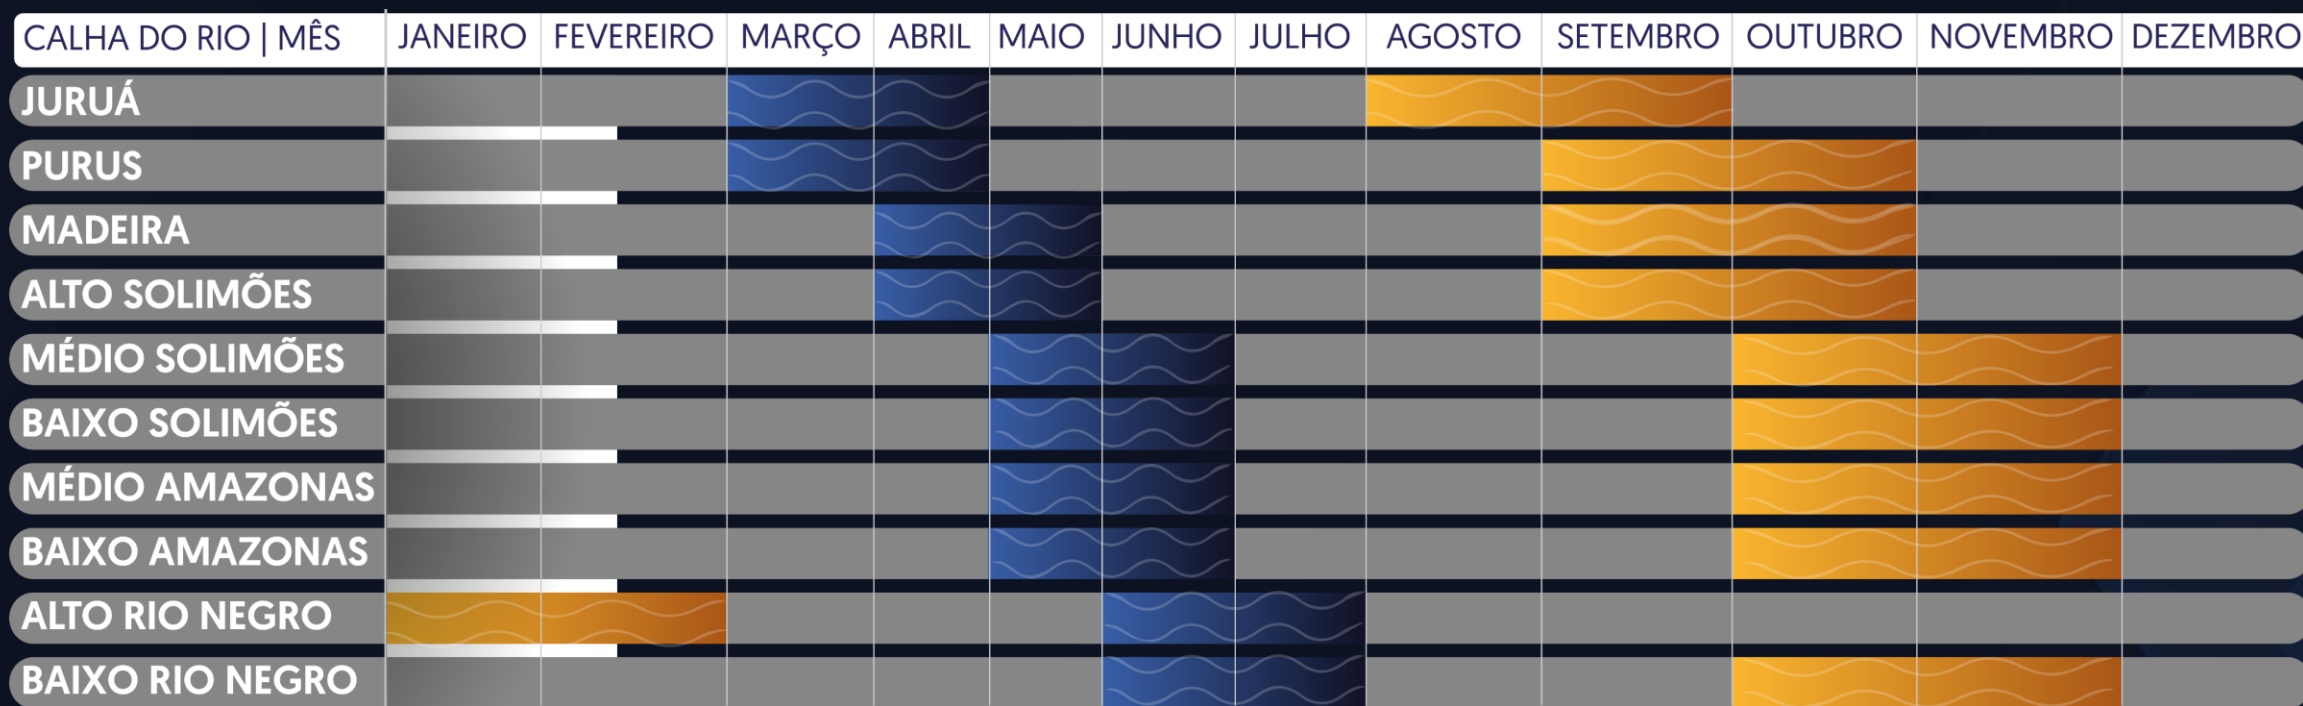 CALHA DO RIO | MÊS JANEIRO FEVEREIRO MARÇO ABRIL MAIO JUNHO JULHO AGOSTO SETEMBRO OUTUBRO NOVEMBRO DEZEMBRO
JURUÁ
PURUS
MADEIRA
ALTO SOLIMÕES
MÉDIO SOLIMÕES
BAIXO SOLIMÕES
MÉDIO AMAZONAS
BAIXO AMAZONAS
ALTO RIO NEGRO
BAIXO RIO NEGRO